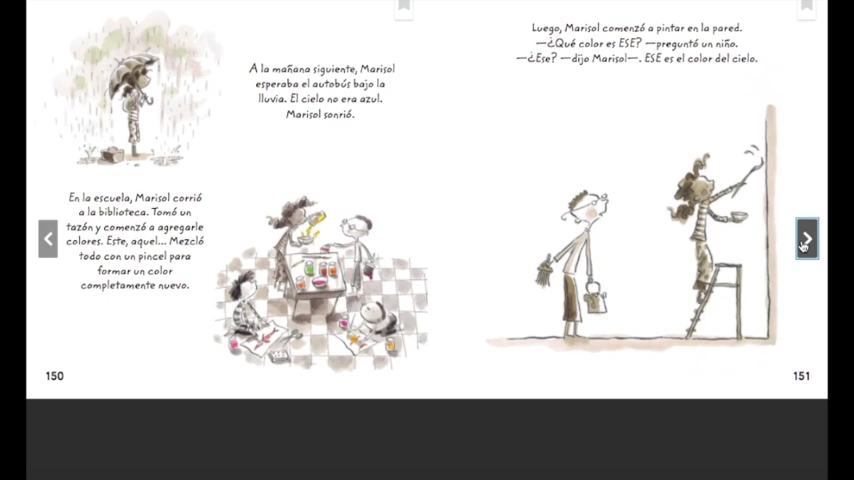 A la mañana siguiente, Marisol
esperaba el autobús bajo la
lluvia. El cielo no era azul.
Marisol sonrió.
En la escuela, Marisol corrió
a la biblioteca. Tomó un
tazón y comenzó a agregarle
colores. Este, aquel... Mezcló
todo con un pincel para
formar un color
completamente nuevo.
150
Luego, Marisol comenzó a pintar en la pared.
—¿Qué color es ESE? —preguntó un niño.
—¿Ese? —dijo Marisol—. ESE es el color del cielo.
151